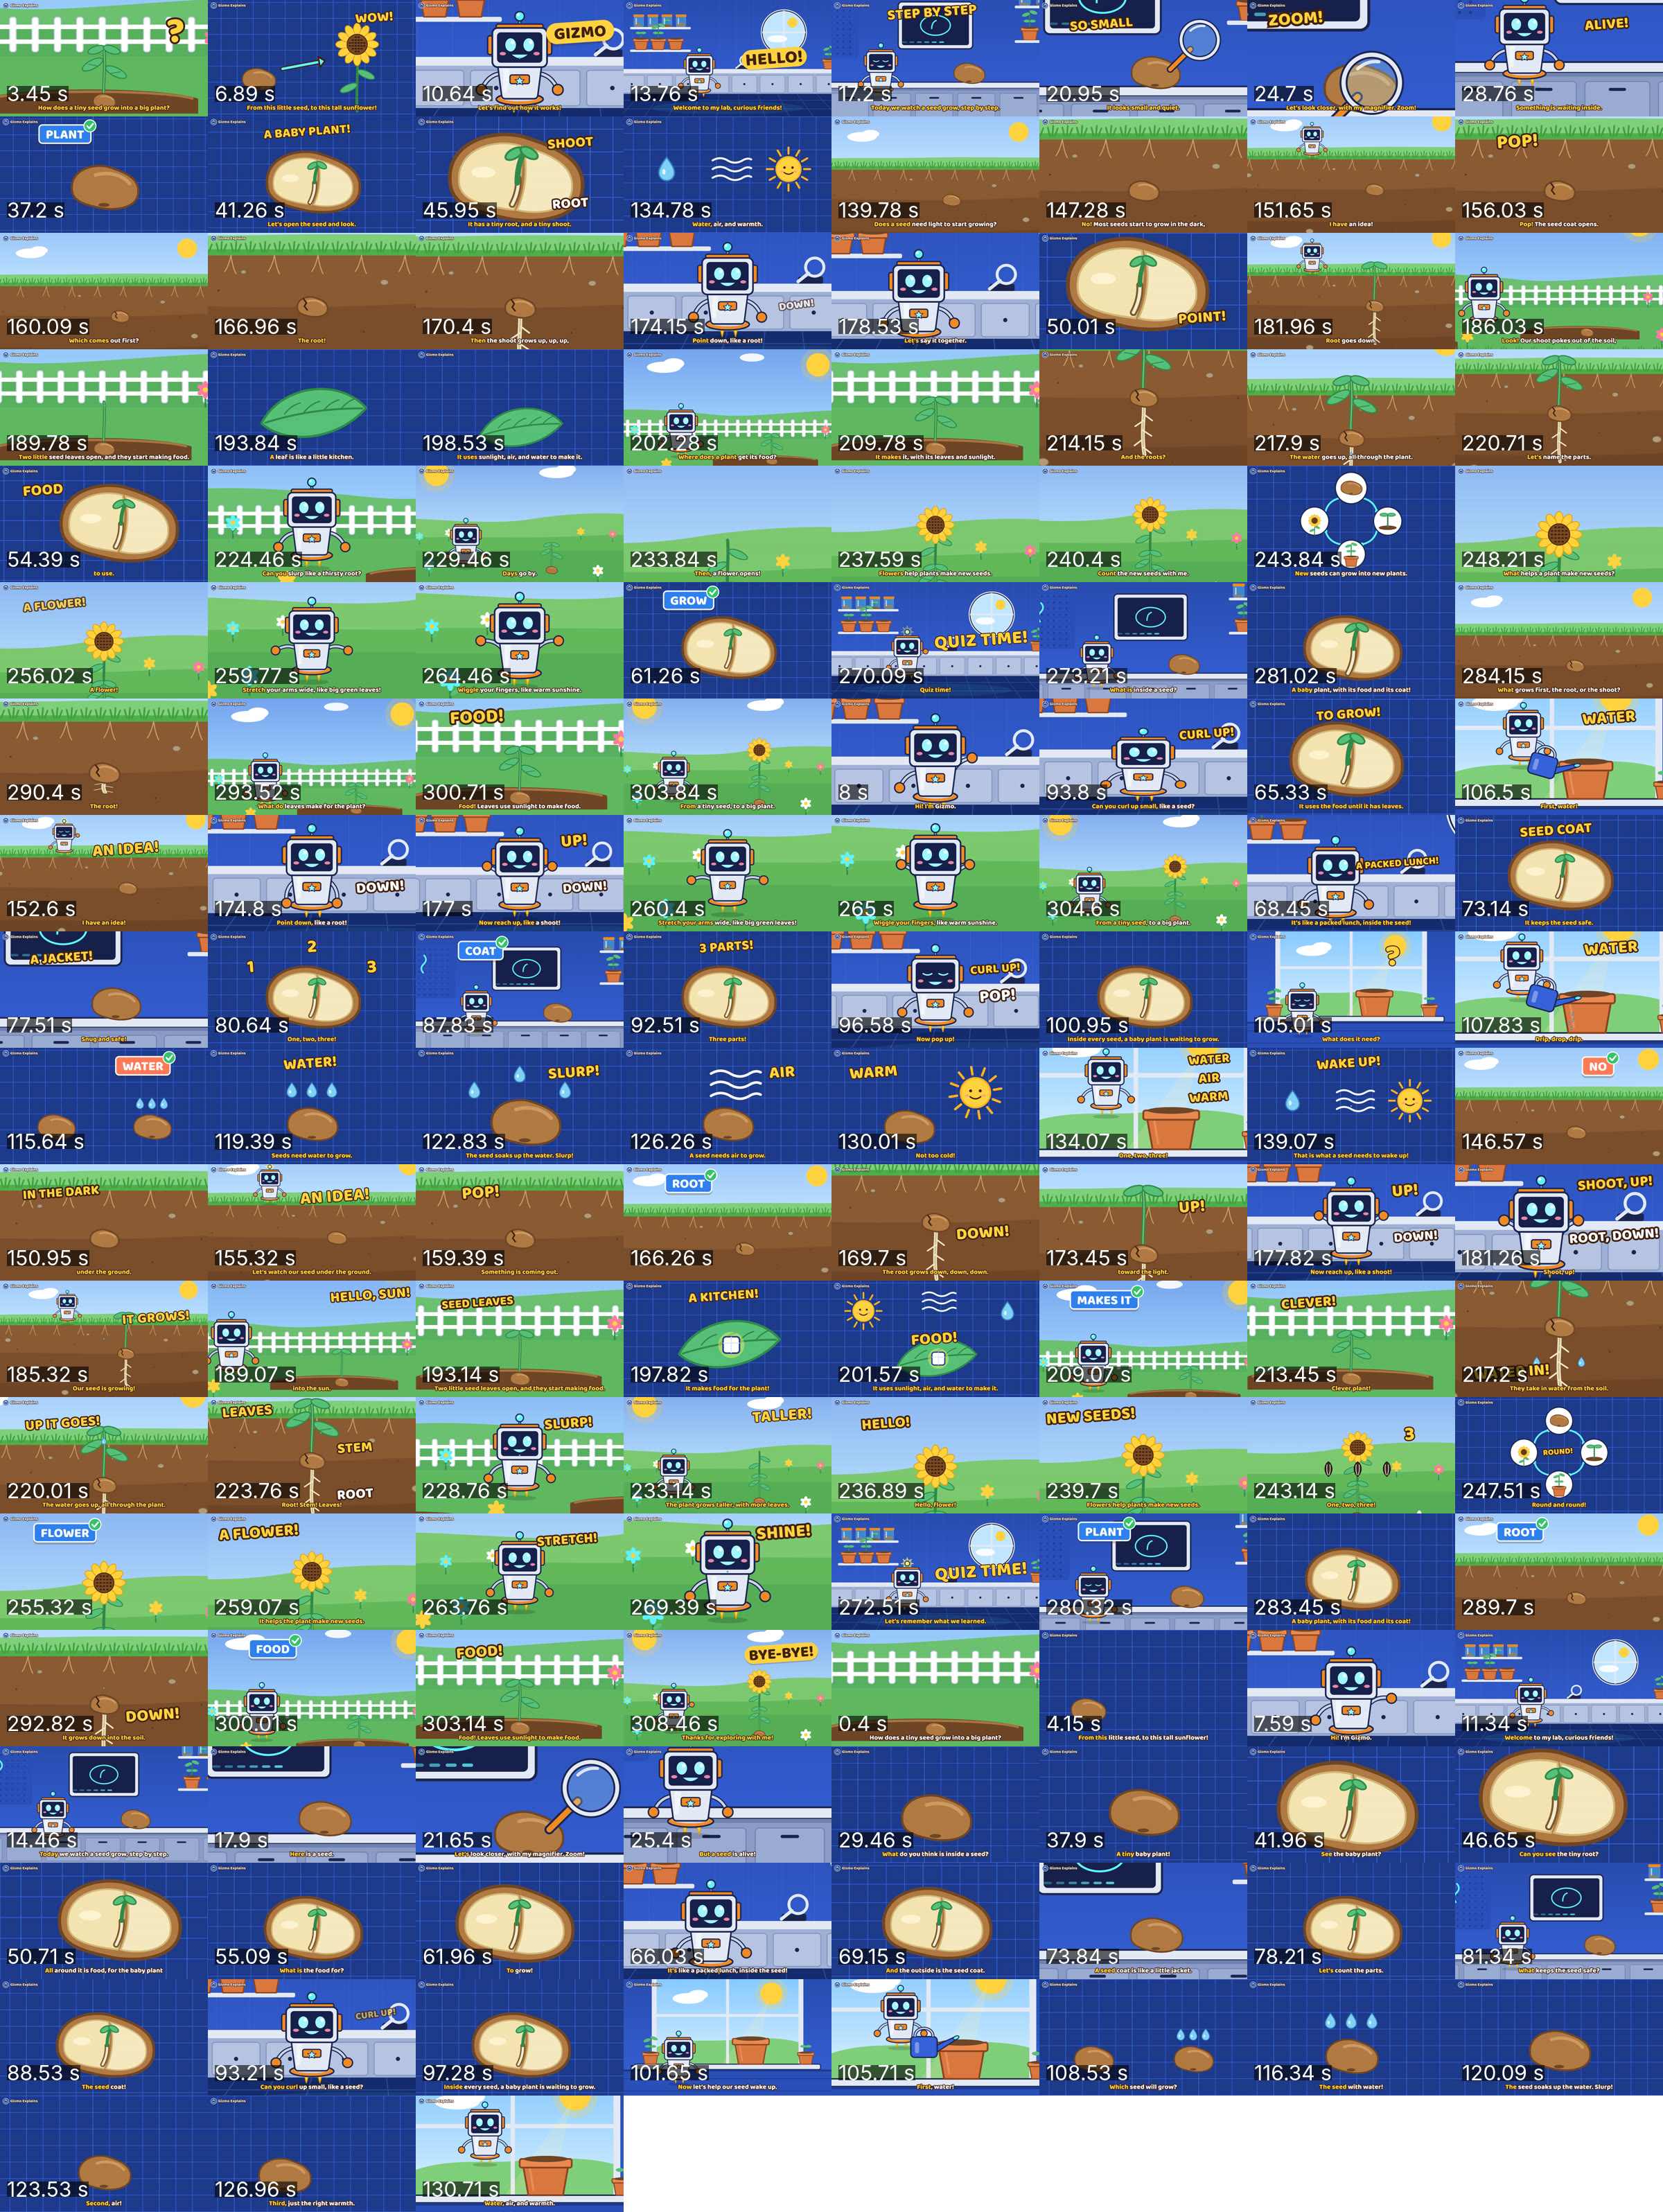 Gizmo Explains
?
3.45 s
How does a tiny seed grow into a big plant?
WOW!
6.89 s
From this little seed, to this tall sunflower!
GIZMO
10.64 s
Let's find out how it works!
HELLO!
13.76 s
Welcome to my lab, curious friends!
STEP BY STEP
17.2 s
Today we watch a seed grow, step by step.
SO SMALL
20.95 s
It looks small and quiet.
ZOOM!
24.7 s
Let's look closer, with my magnifier. Zoom!
ALIVE!
28.76 s
Something is waiting inside.
PLANT
37.2 s
A BABY PLANT!
41.26 s
Let's open the seed and look.
SHOOT
ROOT
45.95 s
It has a tiny root, and a tiny shoot.
134.78 s
Water, air, and warmth.
139.78 s
Does a seed need light to start growing?
147.28 s
No! Most seeds start to grow in the dark,
151.65 s
I have an idea!
POP!
156.03 s
Pop! The seed coat opens.
160.09 s
Which comes out first?
166.96 s
The root!
170.4 s
Then the shoot grows up, up, up,
DOWN!
174.15 s
Point down, like a root!
178.53 s
Let's say it together.
POINT!
50.01 s
181.96 s
Root goes down,
186.03 s
Look! Our shoot pokes out of the soil,
189.78 s
Two little seed leaves open, and they start making food.
193.84 s
A leaf is like a little kitchen.
198.53 s
It uses sunlight, air, and water to make it.
202.28 s
Where does a plant get its food?
209.78 s
It makes it, with its leaves and sunlight.
214.15 s
And the roots?
217.9 s
The water goes up, all through the plant.
220.71 s
Let's name the parts.
FOOD
54.39 s
to use.
224.46 s
Can you slurp like a thirsty root?
229.46 s
Days go by.
233.84 s
Then, a flower opens!
237.59 s
Flowers help plants make new seeds.
240.4 s
Count the new seeds with me.
243.84 s
New seeds can grow into new plants.
248.21 s
What helps a plant make new seeds?
A FLOWER!
256.02 s
A flower!
259.77 s
Stretch your arms wide, like big green leaves!
264.46 s
Wiggle your fingers, like warm sunshine.
GROW
61.26 s
QUIZ TIME!
270.09 s
Quiz time!
273.21 s
What is inside a seed?
281.02 s
A baby plant, with its food and its coat!
284.15 s
What grows first, the root, or the shoot?
290.4 s
The root!
293.52 s
What do leaves make for the plant?
FOOD!
300.71 s
Food! Leaves use sunlight to make food.
303.84 s
From a tiny seed, to a big plant.
8 s
Hi! I'm Gizmo.
CURL UP!
93.8 s
Can you curl up small, like a seed?
TO GROW!
65.33 s
It uses the food until it has leaves.
WATER
106.5 s
First, water!
AN IDEA!
152.6 s
I have an idea!
DOWN!
174.8 s
Point down, like a root!
UP!
DOWN!
177 s
Now reach up, like a shoot!
260.4 s
Stretch your arms wide, like big green leaves!
265 s
Wiggle your fingers, like warm sunshine.
304.6 s
From a tiny seed, to a big plant.
A PACKED LUNCH!
68.45 s
It's like a packed lunch, inside the seed!
SEED COAT
73.14 s
It keeps the seed safe.
A JACKET!
77.51 s
Snug and safe!
1 2 3
80.64 s
One, two, three!
COAT
87.83 s
3 PARTS!
92.51 s
Three parts!
CURL UP!
POP!
96.58 s
Now pop up!
100.95 s
Inside every seed, a baby plant is waiting to grow.
?
105.01 s
What does it need?
WATER
107.83 s
Drip, drop, drip.
WATER
115.64 s
WATER!
119.39 s
Seeds need water to grow.
SLURP!
122.83 s
The seed soaks up the water. Slurp!
AIR
126.26 s
A seed needs air to grow.
WARM
130.01 s
Not too cold!
WATER
AIR
WARM
134.07 s
One, two, three!
WAKE UP!
139.07 s
That is what a seed needs to wake up!
NO
146.57 s
IN THE DARK
150.95 s
under the ground.
AN IDEA!
155.32 s
Let's watch our seed under the ground.
POP!
159.39 s
Something is coming out.
ROOT
166.26 s
DOWN!
169.7 s
The root grows down, down, down.
UP!
173.45 s
toward the light.
UP!
DOWN!
177.82 s
Now reach up, like a shoot!
SHOOT, UP!
ROOT, DOWN!
181.26 s
Shoot, up!
IT GROWS!
185.32 s
Our seed is growing!
HELLO, SUN!
189.07 s
into the sun.
SEED LEAVES
193.14 s
Two little seed leaves open, and they start making food.
A KITCHEN!
197.82 s
It makes food for the plant!
FOOD!
201.57 s
It uses sunlight, air, and water to make it.
MAKES IT
209.07 s
CLEVER!
213.45 s
Clever plant!
IN!
217.2 s
They take in water from the soil.
UP IT GOES!
220.01 s
The water goes up, all through the plant.
LEAVES
STEM
ROOT
223.76 s
Root! Stem! Leaves!
SLURP!
228.76 s
TALLER!
233.14 s
The plant grows taller, with more leaves.
HELLO!
236.89 s
Hello, flower!
NEW SEEDS!
239.7 s
Flowers help plants make new seeds.
3
243.14 s
One, two, three!
ROUND!
247.51 s
Round and round!
FLOWER
255.32 s
A FLOWER!
259.07 s
It helps the plant make new seeds.
STRETCH!
263.76 s
SHINE!
269.39 s
QUIZ TIME!
272.51 s
Let's remember what we learned.
PLANT
280.32 s
283.45 s
A baby plant, with its food and its coat!
ROOT
289.7 s
DOWN!
292.82 s
It grows down into the soil.
FOOD
300.01 s
FOOD!
303.14 s
Food! Leaves use sunlight to make food.
BYE-BYE!
308.46 s
Thanks for exploring with me!
0.4 s
How does a tiny seed grow into a big plant?
4.15 s
From this little seed, to this tall sunflower!
7.59 s
Hi! I'm Gizmo.
11.34 s
Welcome to my lab, curious friends!
14.46 s
Today we watch a seed grow, step by step.
17.9 s
Here is a seed.
21.65 s
Let's look closer, with my magnifier. Zoom!
25.4 s
But a seed is alive!
29.46 s
What do you think is inside a seed?
37.9 s
A tiny baby plant!
41.96 s
See the baby plant?
46.65 s
Can you see the tiny root?
50.71 s
All around it is food, for the baby plant
55.09 s
What is the food for?
61.96 s
To grow!
66.03 s
It's like a packed lunch, inside the seed!
69.15 s
And the outside is the seed coat.
73.84 s
A seed coat is like a little jacket.
78.21 s
Let's count the parts.
81.34 s
What keeps the seed safe?
88.53 s
The seed coat!
CURL UP!
93.21 s
Can you curl up small, like a seed?
97.28 s
Inside every seed, a baby plant is waiting to grow.
101.65 s
Now let's help our seed wake up.
105.71 s
First, water!
108.53 s
Which seed will grow?
116.34 s
The seed with water!
120.09 s
The seed soaks up the water. Slurp!
123.53 s
Second, air!
126.96 s
Third, just the right warmth.
130.71 s
Water, air, and warmth.